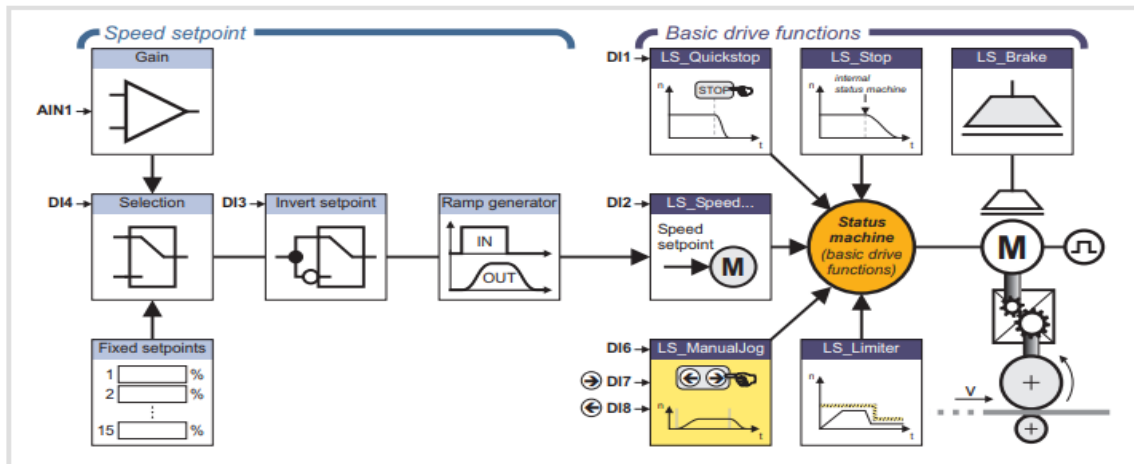 Speed setpoint
Basic drive functions
Gain
AIN1
DI1
LS_Quickstop
STOP
n
t
LS_Stop
internal
status machine
n
t
LS_Brake
DI4
Selection
DI3
Invert setpoint
Ramp generator
IN
OUT
DI2
LS_Speed...
Speed
setpoint
M
Status
machine
(basic drive
functions)
M
Fixed setpoints
1 %
2 %
⋮
15 %
DI6
DI7
DI8
LS_ManualJog
n
t
LS_Limiter
n
t
V